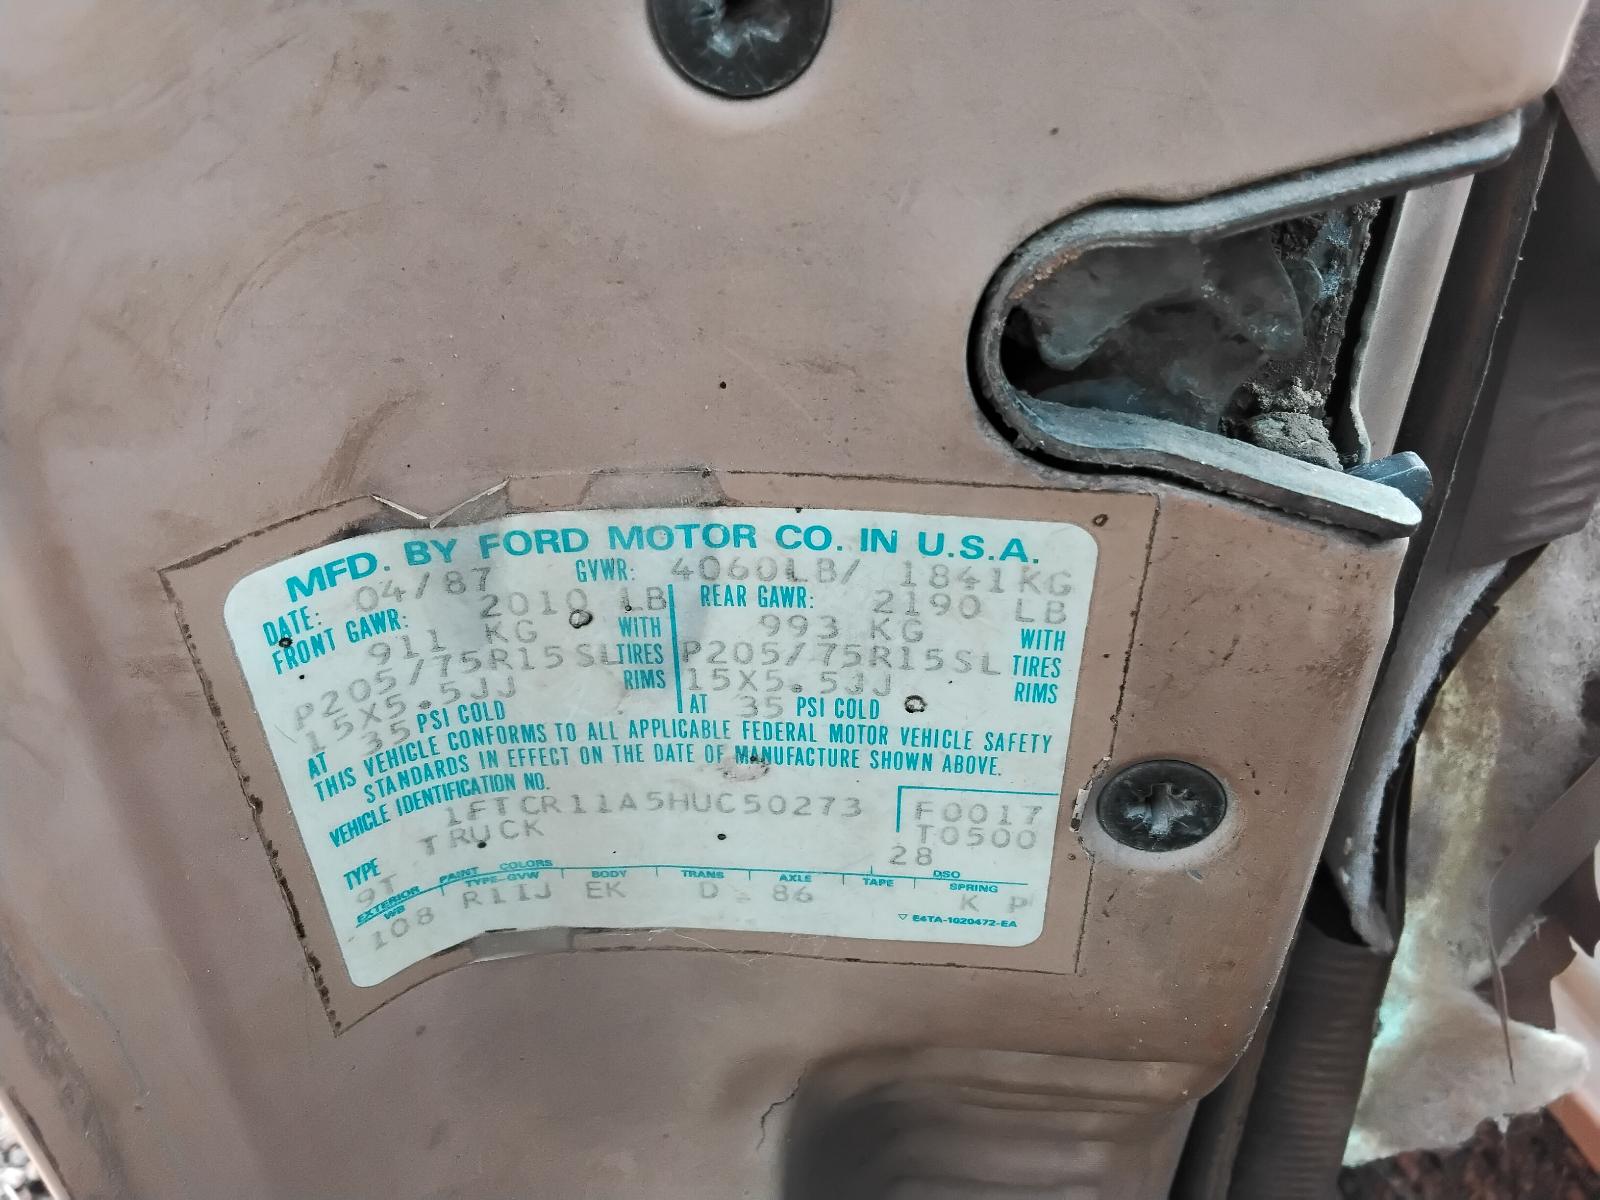 MFD. BY FORD MOTOR CO. IN U.S.A.
DATE: 04/87 GVWR: 4060LB/ 1841KG
FRONT GAWR: 2010 LB REAR GAWR: 2190 LB
911 KG WITH 993 KG WITH
P205/75R15SL TIRES P205/75R15SL TIRES
15X5.5JJ RIMS 15X5.5JJ RIMS
AT 35 PSI COLD AT 35 PSI COLD
THIS VEHICLE CONFORMS TO ALL APPLICABLE FEDERAL MOTOR VEHICLE SAFETY
STANDARDS IN EFFECT ON THE DATE OF MANUFACTURE SHOWN ABOVE.
VEHICLE IDENTIFICATION NO.
1FTCR11A5HUC50273 F0017
TYPE TRUCK T0500
28
9T
EXTERIOR PAINT COLORS DSO
WB TYPE-GVW BODY TRANS AXLE TAPE SPRING
108 R11J EK D 86 K P
▽ E4TA-1020472-EA